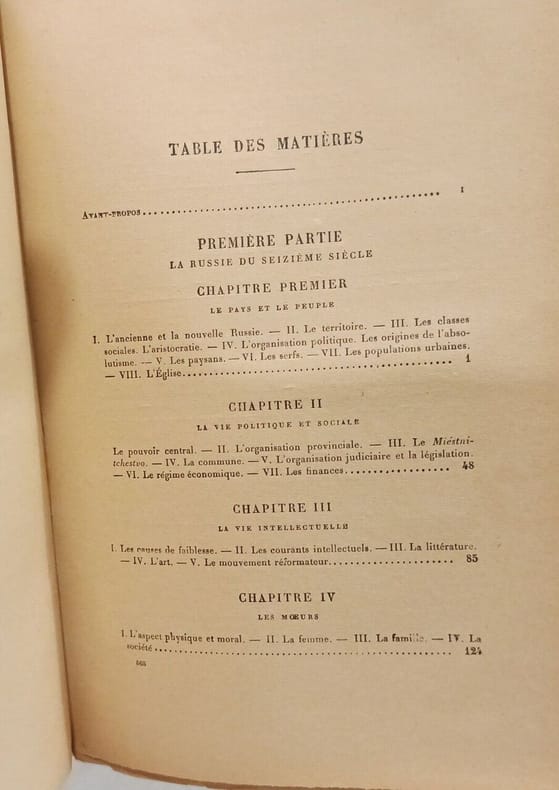 TABLE DES MATIÈRES
AVANT-PROPOS........................................ I
PREMIÈRE PARTIE
LA RUSSIE DU SEIZIÈME SIÈCLE
CHAPITRE PREMIER
LE PAYS ET LE PEUPLE
I. L'ancienne et la nouvelle Russie. — II. Le territoire. — III. Les classes
sociales. L'aristocratie. — IV. L'organisation politique. Les origines de l'abso-
lutisme. — V. Les paysans. — VI. Les serfs. — VII. Les populations urbaines.
— VIII. L'Église........................................ 1
CHAPITRE II
LA VIE POLITIQUE ET SOCIALE
Le pouvoir central. — II. L'organisation provinciale. — III. Le Miéstni-
tchestvo. — IV. La commune. — V. L'organisation judiciaire et la législation.
— VI. Le régime économique. — VII. Les finances.................. 48
CHAPITRE III
LA VIE INTELLECTUELLE
I. Les causes de faiblesse. — II. Les courants intellectuels. — III. La littérature.
— IV. L'art. — V. Le mouvement réformateur..................... 85
CHAPITRE IV
LES MŒURS
I. L'aspect physique et moral. — II. La femme. — III. La famille. — IV. La
société........................................ 124